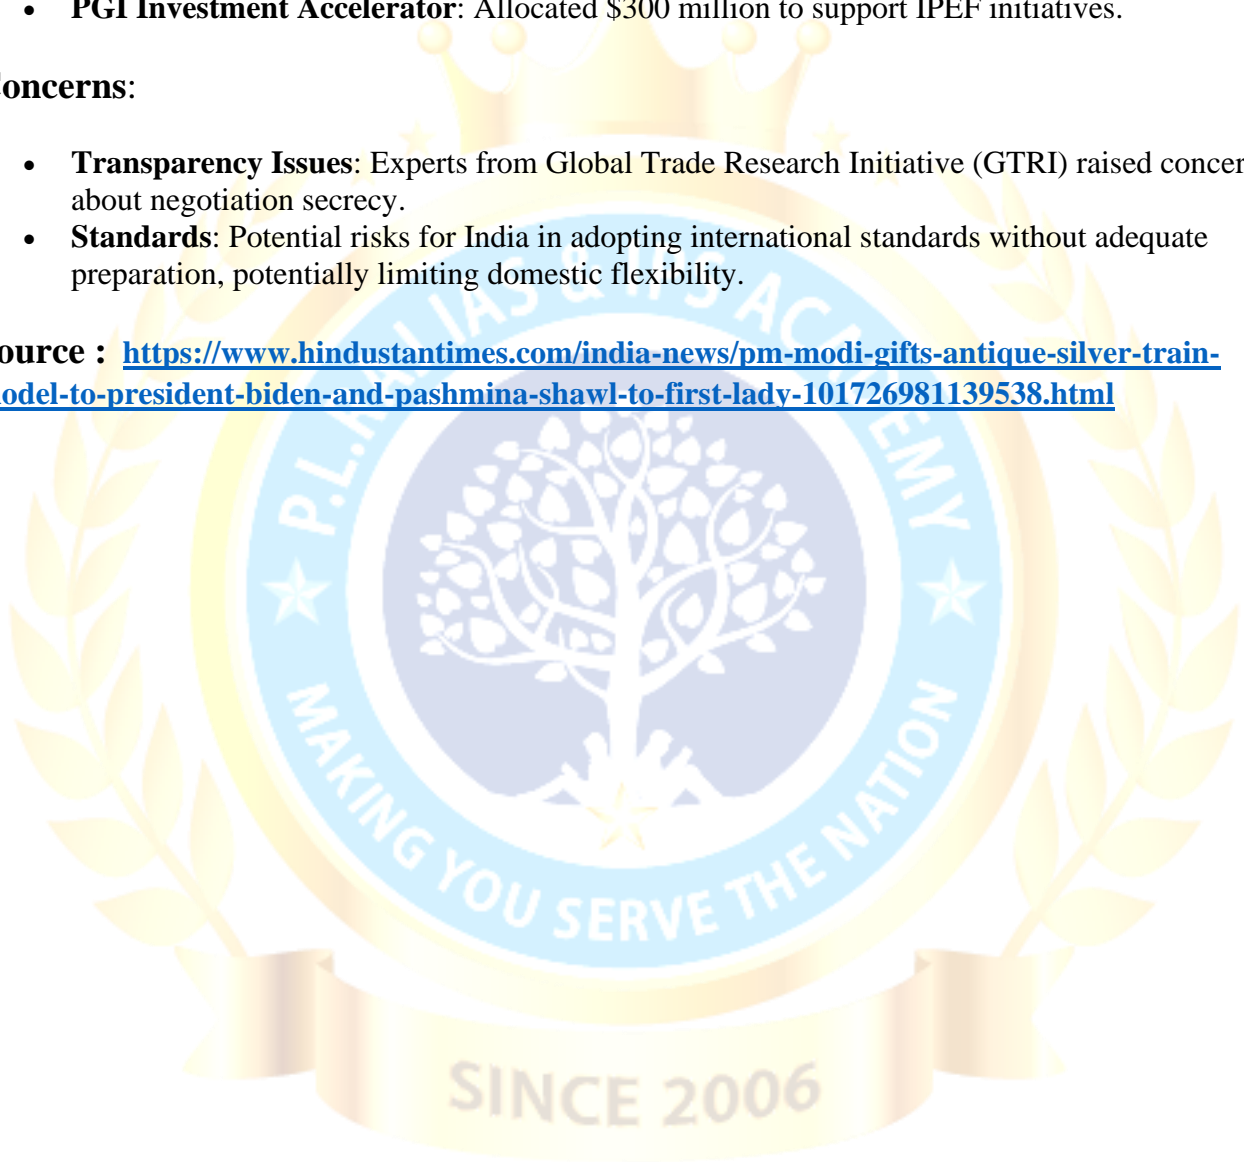 • PGI Investment Accelerator: Allocated $300 million to support IPEF initiatives.
oncerns:
• Transparency Issues: Experts from Global Trade Research Initiative (GTRI) raised concer
about negotiation secrecy.
• Standards: Potential risks for India in adopting international standards without adequate
preparation, potentially limiting domestic flexibility.
ource : https://www.hindustantimes.com/india-news/pm-modi-gifts-antique-silver-train-
odel-to-president-biden-and-pashmina-shawl-to-first-lady-101726981139538.html
P.L.RAJ IAS & IPS ACADEMY
MAKING YOU SERVE THE NATION
SINCE 2006